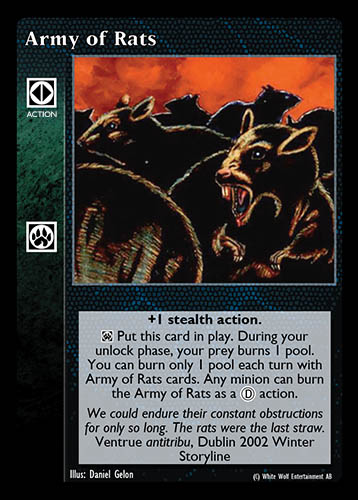 Army of Rats
ACTION
+1 stealth action.
Put this card in play. During your
unlock phase, your prey burns 1 pool.
You can burn only 1 pool each turn with
Army of Rats cards. Any minion can burn
the Army of Rats as a D action.
We could endure their constant obstructions
for only so long. The rats were the last straw.
Ventrue antitribu, Dublin 2002 Winter
Storyline
Illus: Daniel Gelon
(C) White Wolf Entertainment AB